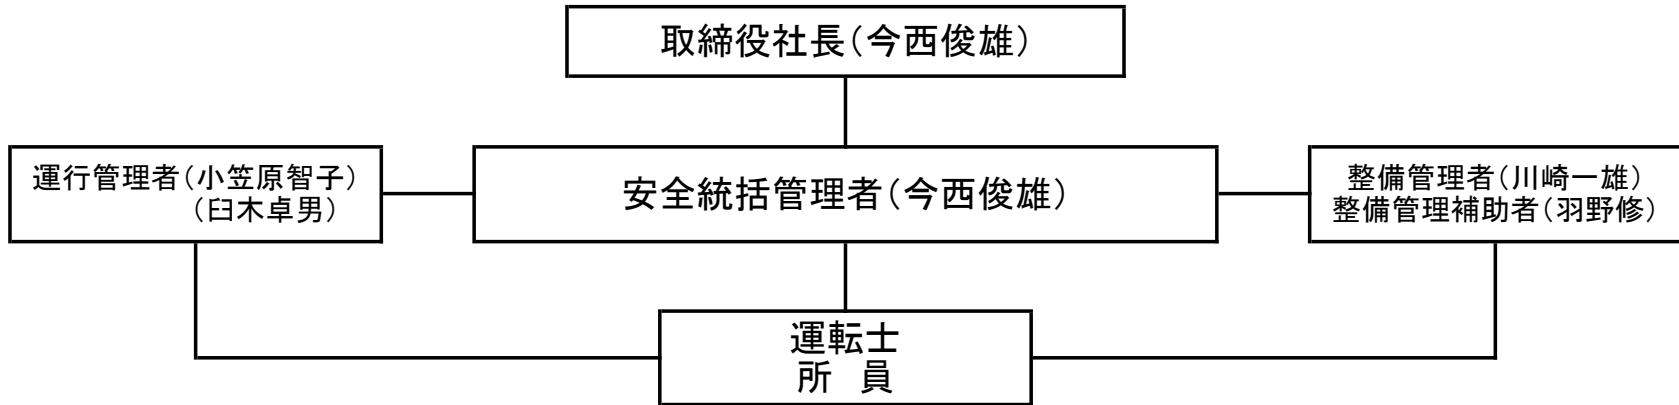 取締役社長(今西俊雄)
運行管理者(小笠原智子)
(臼木卓男)
安全統括管理者(今西俊雄)
整備管理者(川崎一雄)
整備管理補助者(羽野修)
運転士
所　員